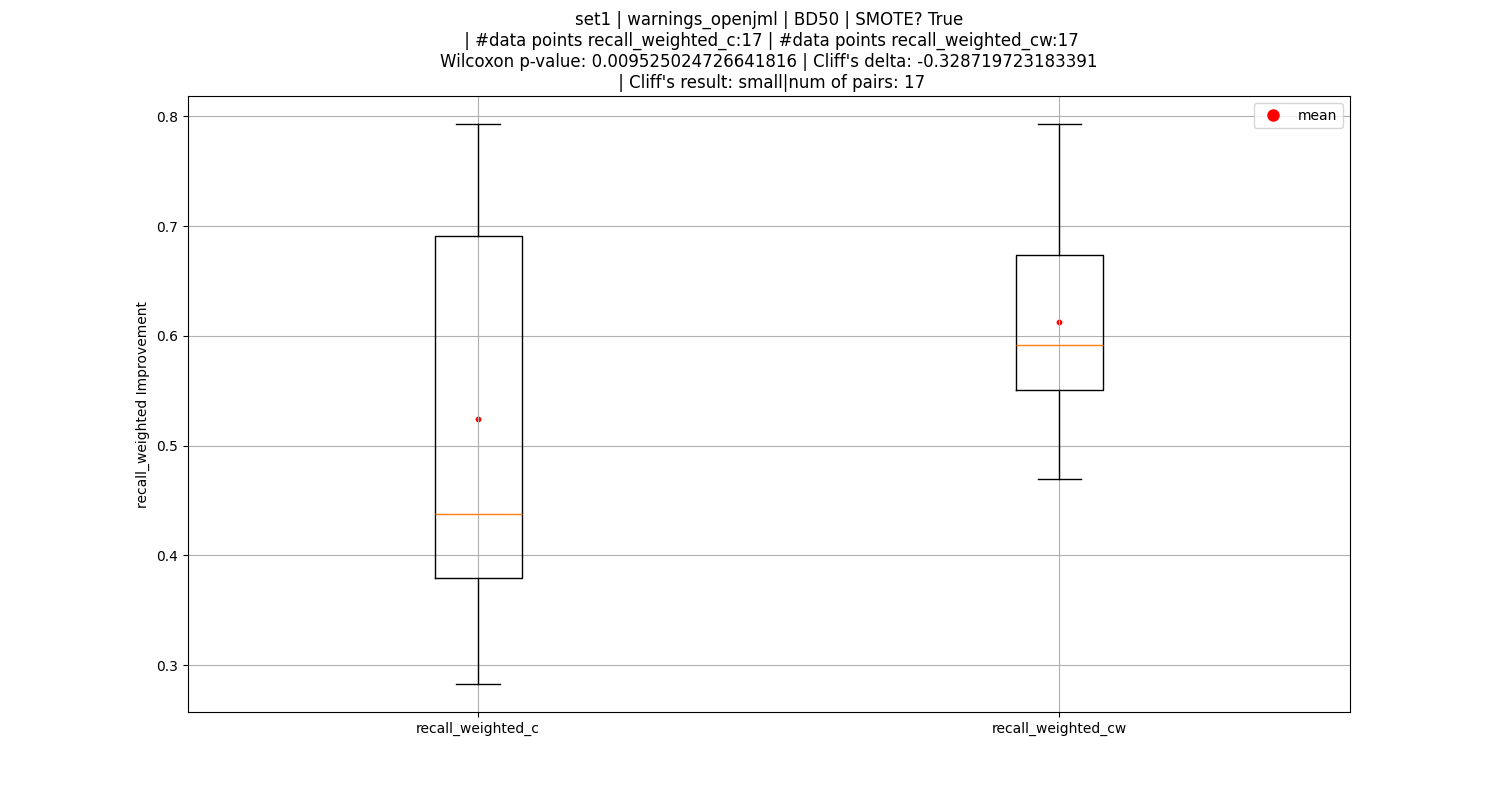 set1 | warnings_openjml | BD50 | SMOTE? True
| #data points recall_weighted_c:17 | #data points recall_weighted_cw:17
Wilcoxon p-value: 0.009525024726641816 | Cliff's delta: -0.328719723183391
| Cliff's result: small|num of pairs: 17
mean
0.8
0.7
0.6
0.5
0.4
0.3
recall_weighted Improvement
recall_weighted_c
recall_weighted_cw